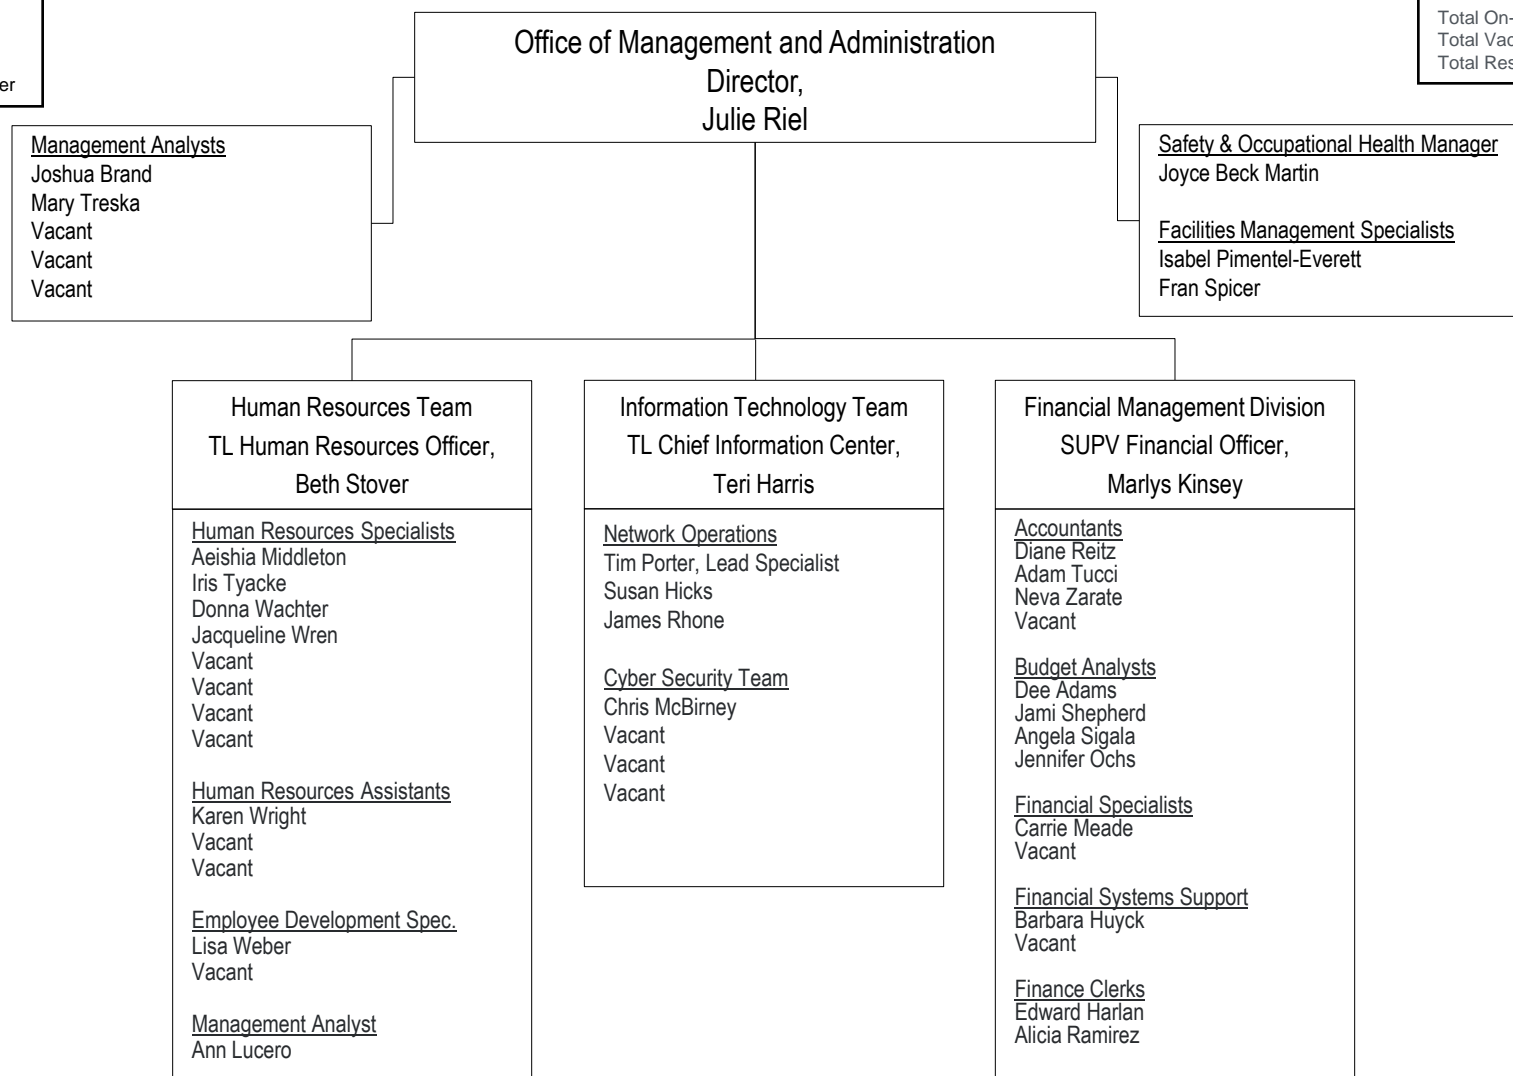 er
Total On-
Total Vac
Total Res
Office of Management and Administration
Director,
Julie Riel
Management Analysts
Joshua Brand
Mary Treska
Vacant
Vacant
Vacant
Safety & Occupational Health Manager
Joyce Beck Martin
Facilities Management Specialists
Isabel Pimentel-Everett
Fran Spicer
Human Resources Team
TL Human Resources Officer,
Beth Stover
Human Resources Specialists
Aeishia Middleton
Iris Tyacke
Donna Wachter
Jacqueline Wren
Vacant
Vacant
Vacant
Vacant
Human Resources Assistants
Karen Wright
Vacant
Vacant
Employee Development Spec.
Lisa Weber
Vacant
Management Analyst
Ann Lucero
Information Technology Team
TL Chief Information Center,
Teri Harris
Network Operations
Tim Porter, Lead Specialist
Susan Hicks
James Rhone
Cyber Security Team
Chris McBirney
Vacant
Vacant
Vacant
Financial Management Division
SUPV Financial Officer,
Marlys Kinsey
Accountants
Diane Reitz
Adam Tucci
Neva Zarate
Vacant
Budget Analysts
Dee Adams
Jami Shepherd
Angela Sigala
Jennifer Ochs
Financial Specialists
Carrie Meade
Vacant
Financial Systems Support
Barbara Huyck
Vacant
Finance Clerks
Edward Harlan
Alicia Ramirez